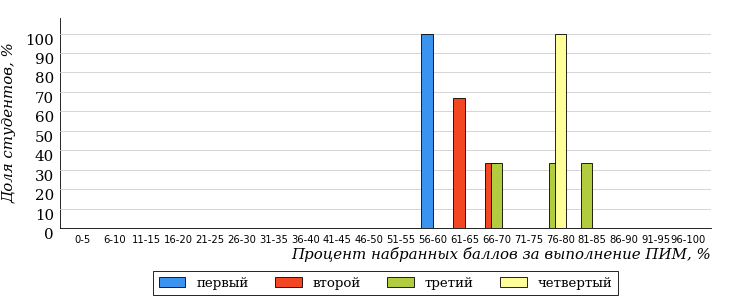 100
90
80
70
60
50
40
30
20
10
0
Доля студентов, %
0-5 6-10 11-15 16-20 21-25 26-30 31-35 36-40 41-45 46-50 51-55 56-60 61-65 66-70 71-75 76-80 81-85 86-90 91-95 96-100
Процент набранных баллов за выполнение ПИМ, %
первый второй третий четвертый